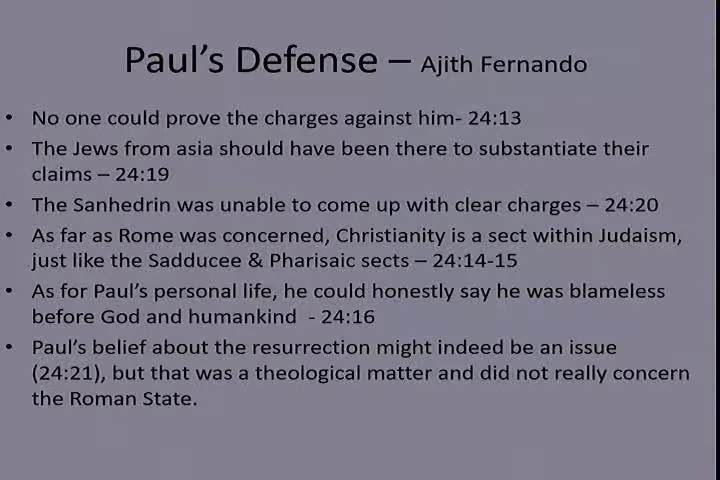 Paul’s Defense – Ajith Fernando
• No one could prove the charges against him- 24:13
• The Jews from asia should have been there to substantiate their
claims – 24:19
• The Sanhedrin was unable to come up with clear charges – 24:20
• As far as Rome was concerned, Christianity is a sect within Judaism,
just like the Sadducee & Pharisaic sects – 24:14-15
• As for Paul’s personal life, he could honestly say he was blameless
before God and humankind  - 24:16
• Paul’s belief about the resurrection might indeed be an issue
(24:21), but that was a theological matter and did not really concern
the Roman State.